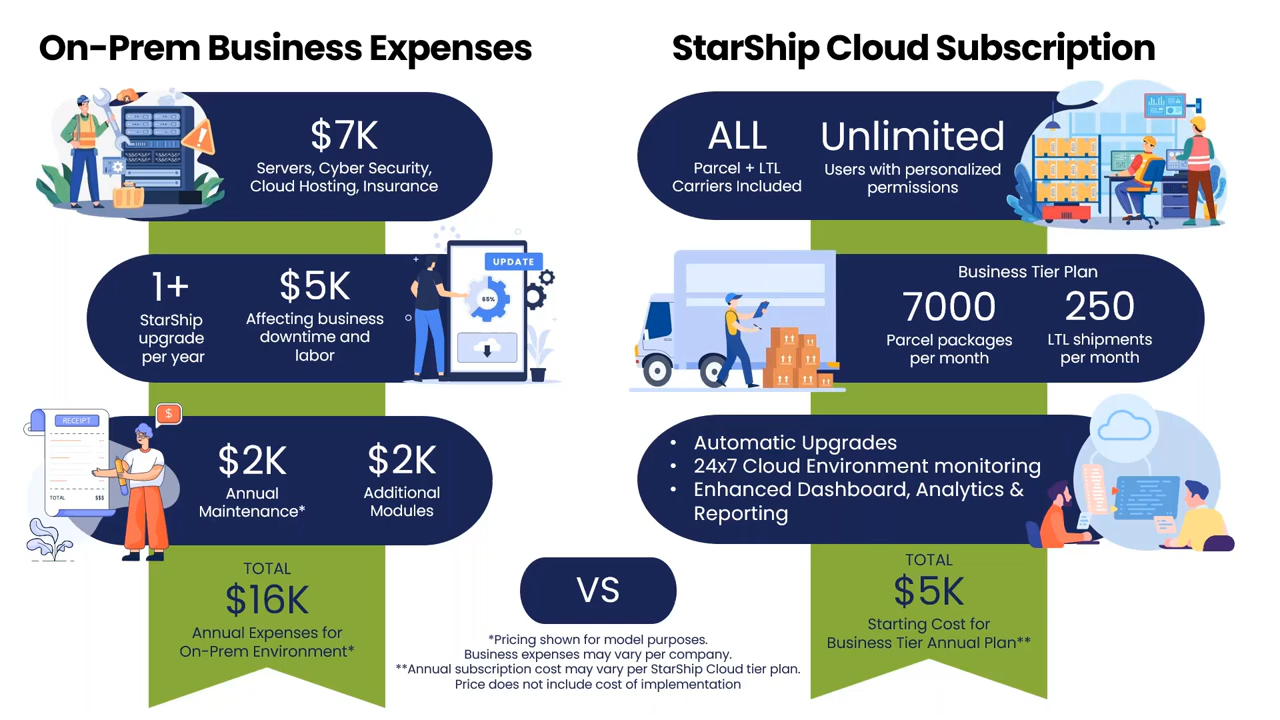 On-Prem Business Expenses
$7K
Servers, Cyber Security,
Cloud Hosting, Insurance
1+
StarShip
upgrade
per year
$5K
Affecting business
downtime and
labor
UPDATE
65%
RECEIPT
TOTAL $$$
$
$2K
Annual
Maintenance*
$2K
Additional
Modules
TOTAL
$16K
Annual Expenses for
On-Prem Environment*
VS
*Pricing shown for model purposes.
Business expenses may vary per company.
**Annual subscription cost may vary per StarShip Cloud tier plan.
Price does not include cost of implementation
StarShip Cloud Subscription
ALL
Parcel + LTL
Carriers Included
Unlimited
Users with personalized
permissions
Business Tier Plan
7000
Parcel packages
per month
250
LTL shipments
per month
• Automatic Upgrades
• 24x7 Cloud Environment monitoring
• Enhanced Dashboard, Analytics &
Reporting
TOTAL
$5K
Starting Cost for
Business Tier Annual Plan**